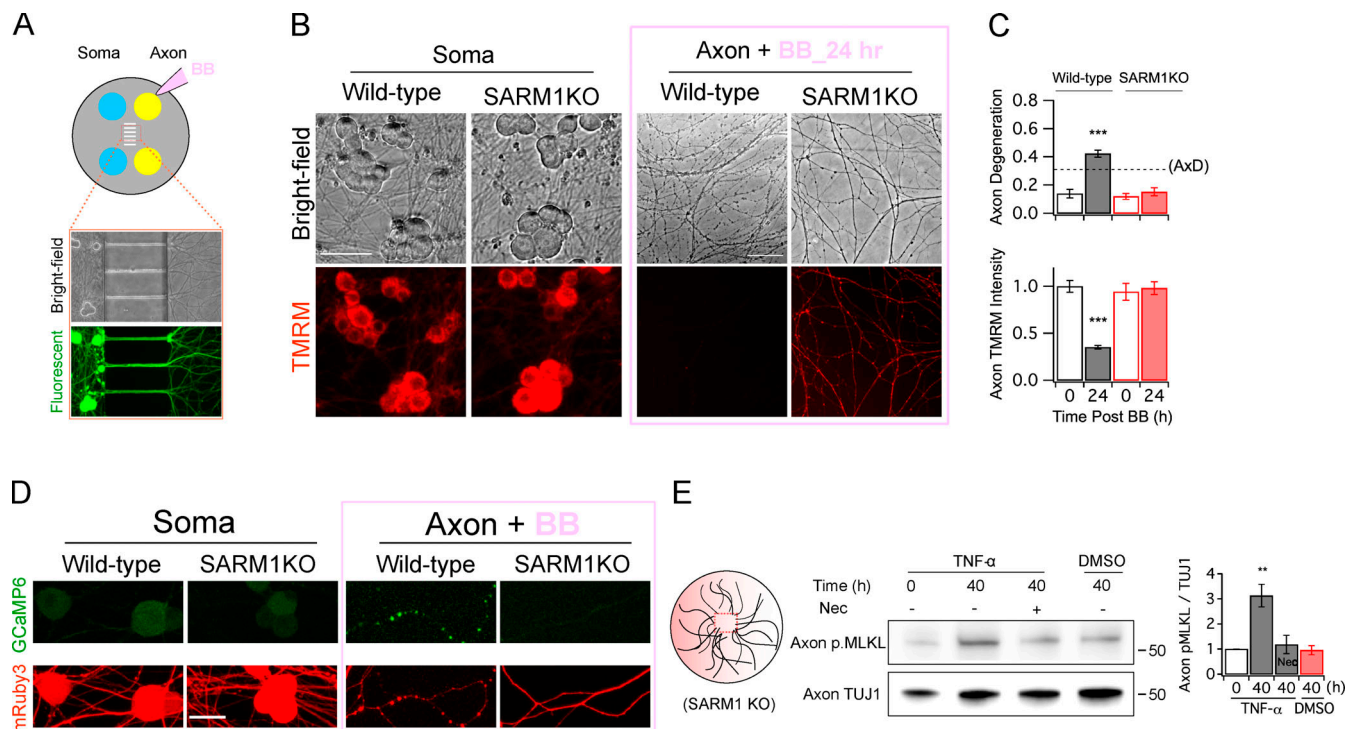 A
Soma Axon
BB
Bright-field
Fluorescent
B
Soma
Axon + BB_24 hr
Wild-type SARM1KO Wild-type SARM1KO
Bright-field
TMRM
C
Wild-type SARM1KO
Axon Degeneration
0.8
0.6
0.4
0.2
0.0
***
(AxD)
Axon TMRM Intensity
1.0
0.5
0.0
***
0 24 0 24
Time Post BB (h)
D
Soma
Axon + BB
Wild-type SARM1KO Wild-type SARM1KO
GCaMP6
mRuby3
E
(SARM1 KO)
TNF-α DMSO
Time (h) 0 40 40 40
Nec - - + -
Axon p.MLKL
-50
Axon TUJ1
-50
Axon pMLKL / TUJ1
4
3
2
1
0
**
Nec
0 40 40 40 (h)
TNF-α DMSO